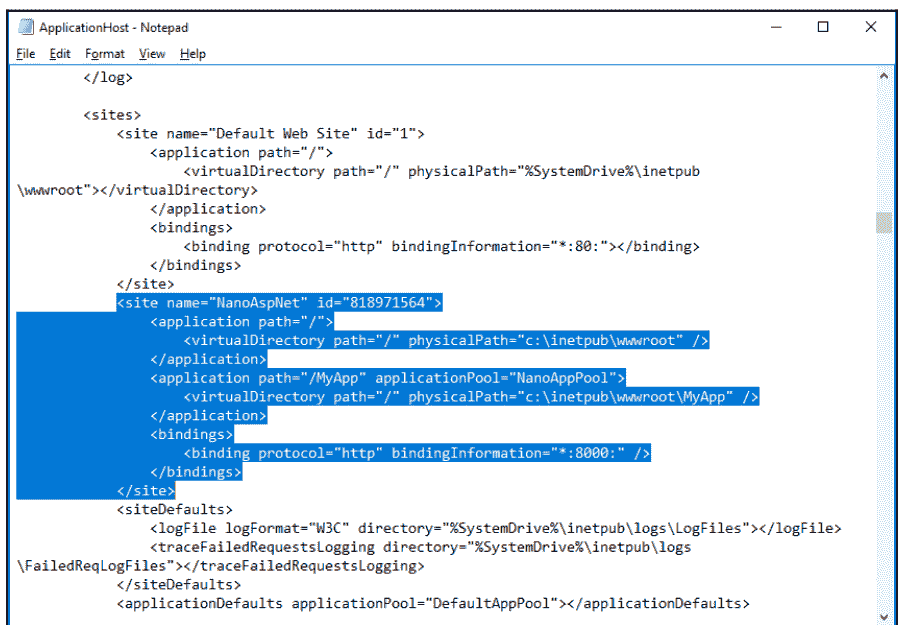 ApplicationHost - Notepad
File Edit Format View Help
</log>
<sites>
<site name="Default Web Site" id="1">
<application path="/">
<virtualDirectory path="/" physicalPath="%SystemDrive%\inetpub
\wwwroot"></virtualDirectory>
</application>
<bindings>
<binding protocol="http" bindingInformation="*:80:"></binding>
</bindings>
</site>
<site name="NanoAspNet" id="818971564">
<application path="/">
<virtualDirectory path="/" physicalPath="c:\inetpub\wwwroot" />
</application>
<application path="/MyApp" applicationPool="NanoAppPool">
<virtualDirectory path="/" physicalPath="c:\inetpub\wwwroot\MyApp" />
</application>
<bindings>
<binding protocol="http" bindingInformation="*:8000:" />
</bindings>
</site>
<siteDefaults>
<logFile logFormat="W3C" directory="%SystemDrive%\inetpub\logs\LogFiles"></logFile>
<traceFailedRequestsLogging directory="%SystemDrive%\inetpub\logs
\FailedReqLogFiles"></traceFailedRequestsLogging>
</siteDefaults>
<applicationDefaults applicationPool="DefaultAppPool"></applicationDefaults>